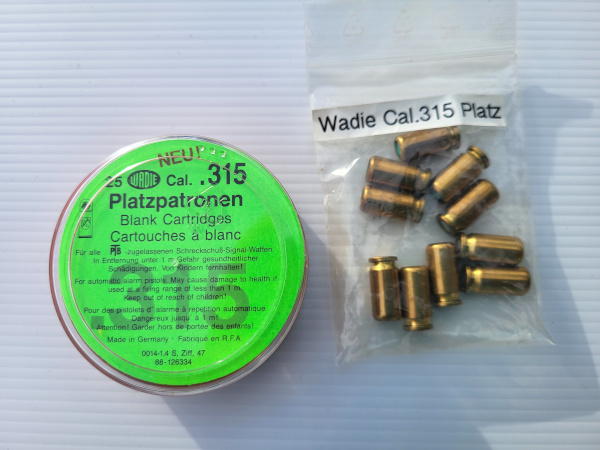 NEU!
25 WADIE Cal. .315
Platzpatronen
Blank Cartridges
Cartouches à blanc
Für alle PTB zugelassenen Schreckschuß-Signal-Waffen
In Entfernung unter 1 m Gefahr gesundheitlicher
Schädigungen. Von Kindern fernhalten!
For automatic alarm pistols. May cause damage to health if
used at a firing range of less than 1 m.
Keep out of reach of children!
Pour des pistolets d'alarme à repetition automatique
Dangereux jusqu'à 1 m!
Attention! Garder hors de portée des enfants!
Made in Germany · Fabriqué en R.F.A.
0014-1,4 S, Ziff, 47
88-126334
Wadie Cal.315 Platz